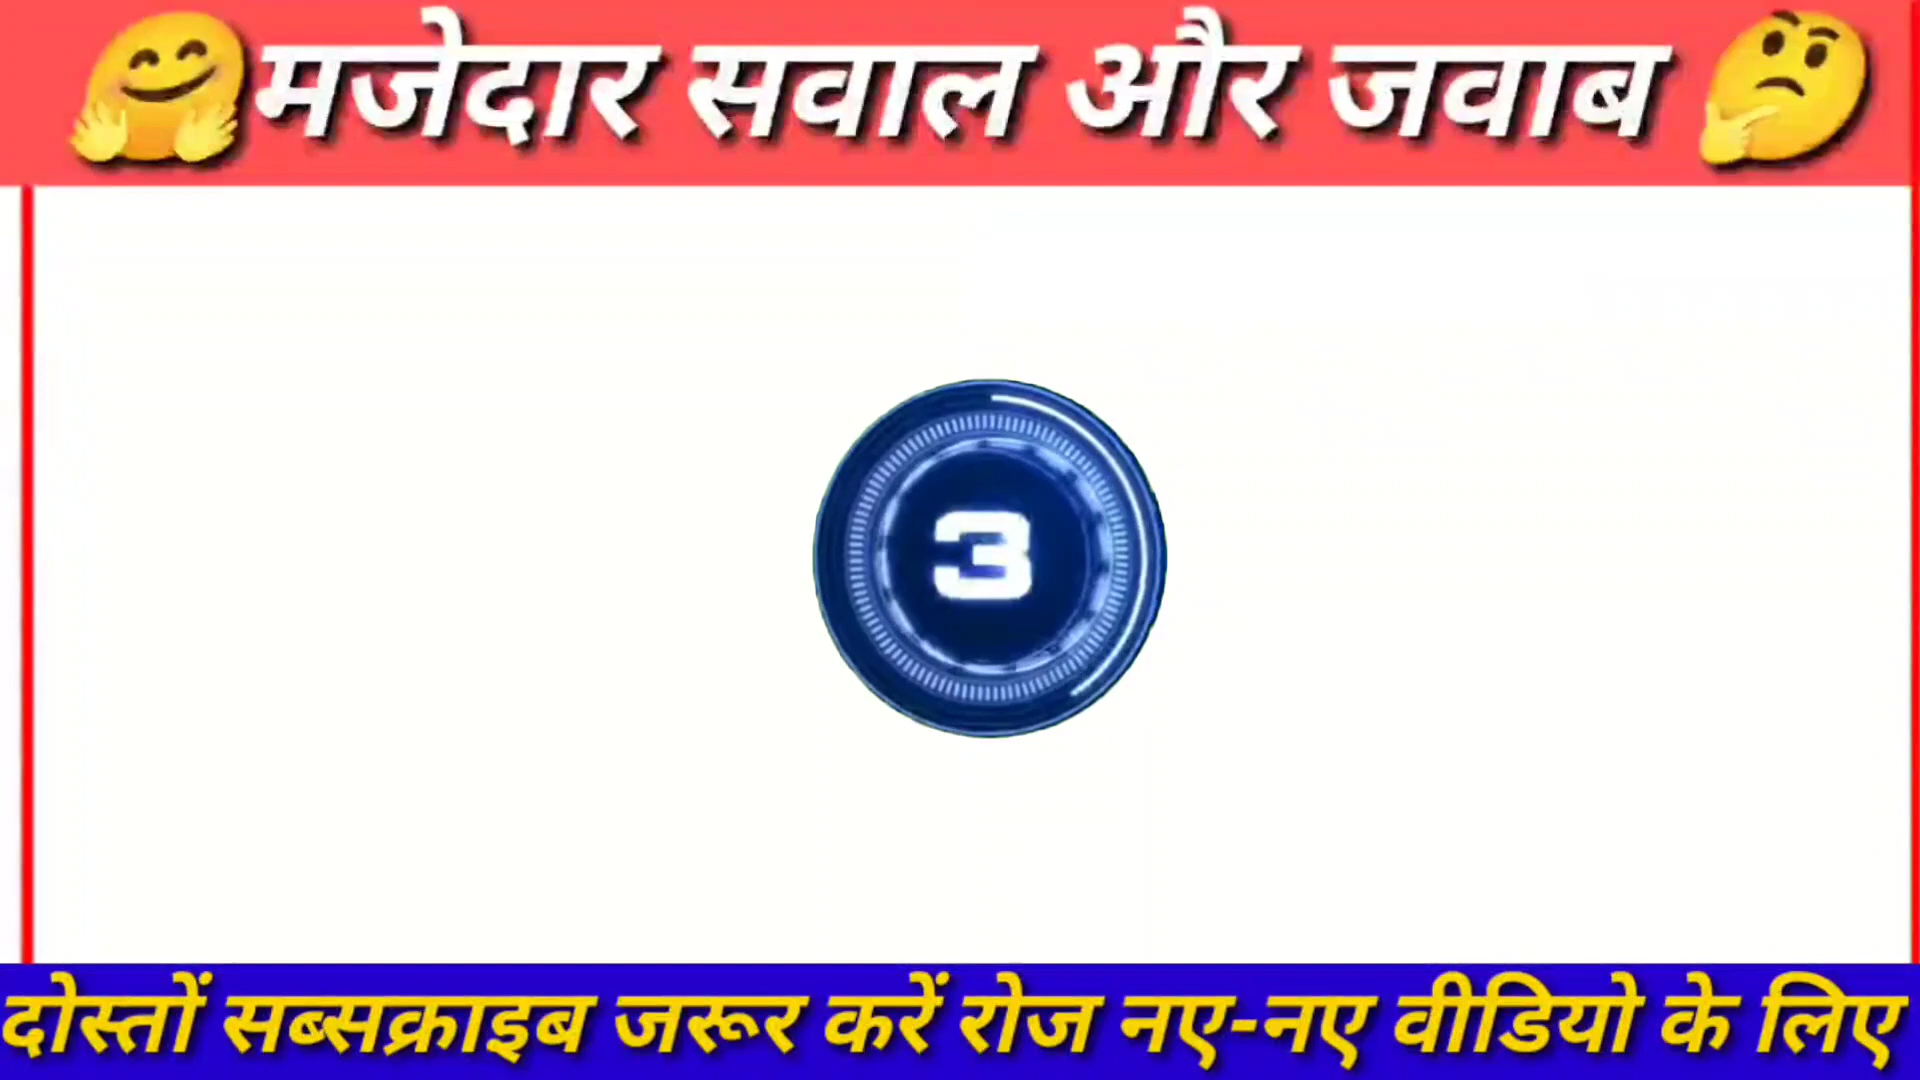 🤗मजेदार सवाल और जवाब 🤔
3
दोस्तों सब्सक्राइब जरूर करें रोज नए-नए वीडियो के लिए